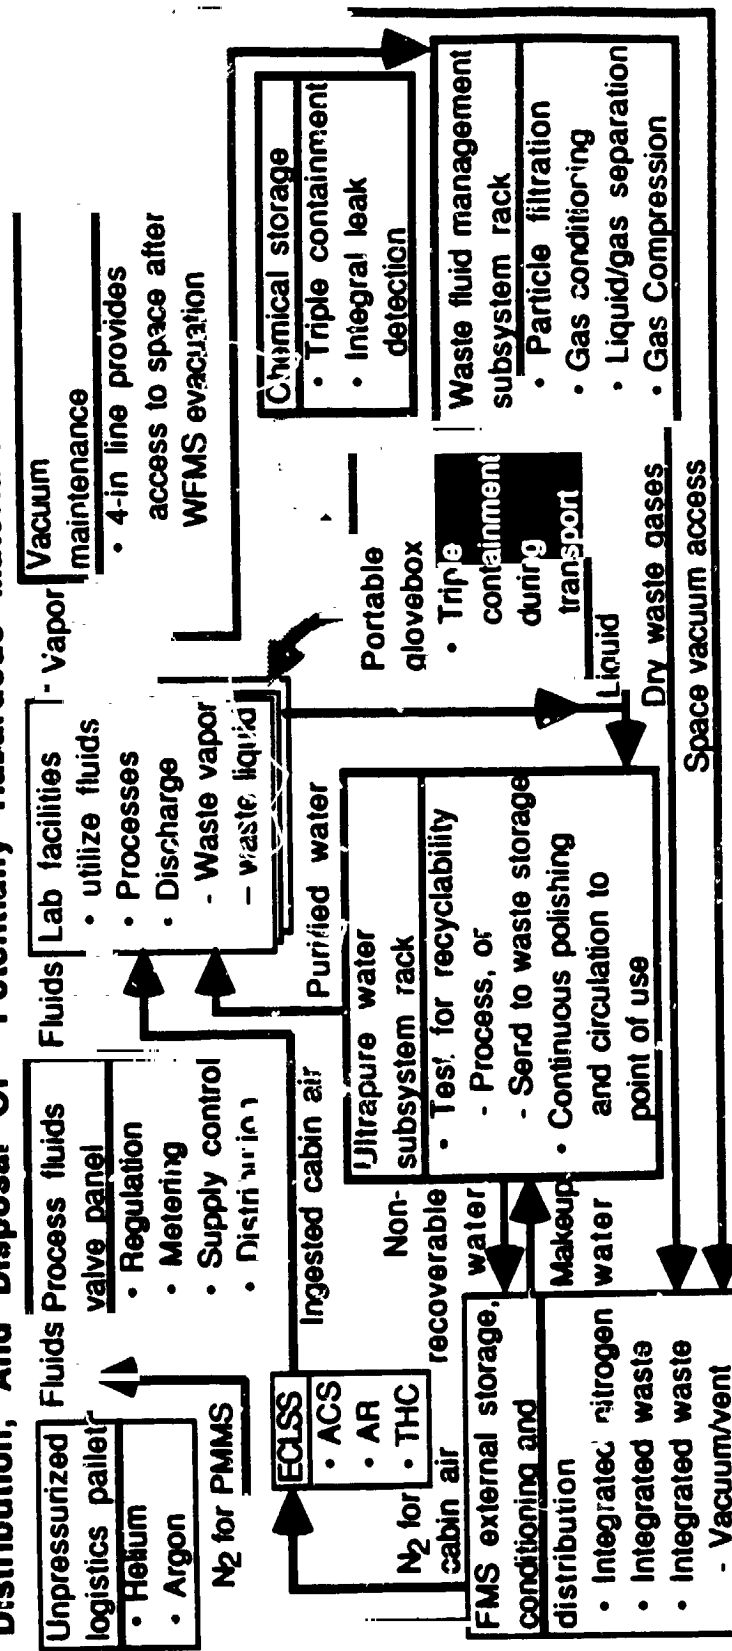 Distribution, And Disposal Of
Unpressurized
logistics pallet
• Helium
• Argon
Fluids
Process fluids
valve panel
• Regulation
• Metering
• Supply control
Fluids
Lab facilities
• utilize fluids
• Processes
• Discharge
- Waste vapor
- waste liquid
- Vapor
Vacuum
maintenance
• 4-in line provides
access to space after
WFMS evacuation
N2 for PMMS
ECLSS
• ACS
• AR
• THC
Ingested cabin air
Purified water
Chemical storage
• Triple containment
• Integral leak
detection
Portable
glovebox
• Triple
containment
during
transport
Waste fluid management
subsystem rack
• Particle filtration
• Gas conditioning
• Liquid/gas separation
• Gas Compression
N2 for
cabin air
Non-
recoverable
water
Makeup
water
Ultrapure water
subsystem rack
• Test for recyclability
- Process, or
- Send to waste storage
• Continuous polishing
and circulation to
point of use
Liquid
Dry waste gases
Space vacuum access
FMS external storage,
conditioning and
distribution
• Integrated nitrogen
• Integrated waste
• Integrated waste
- Vacuum/vent